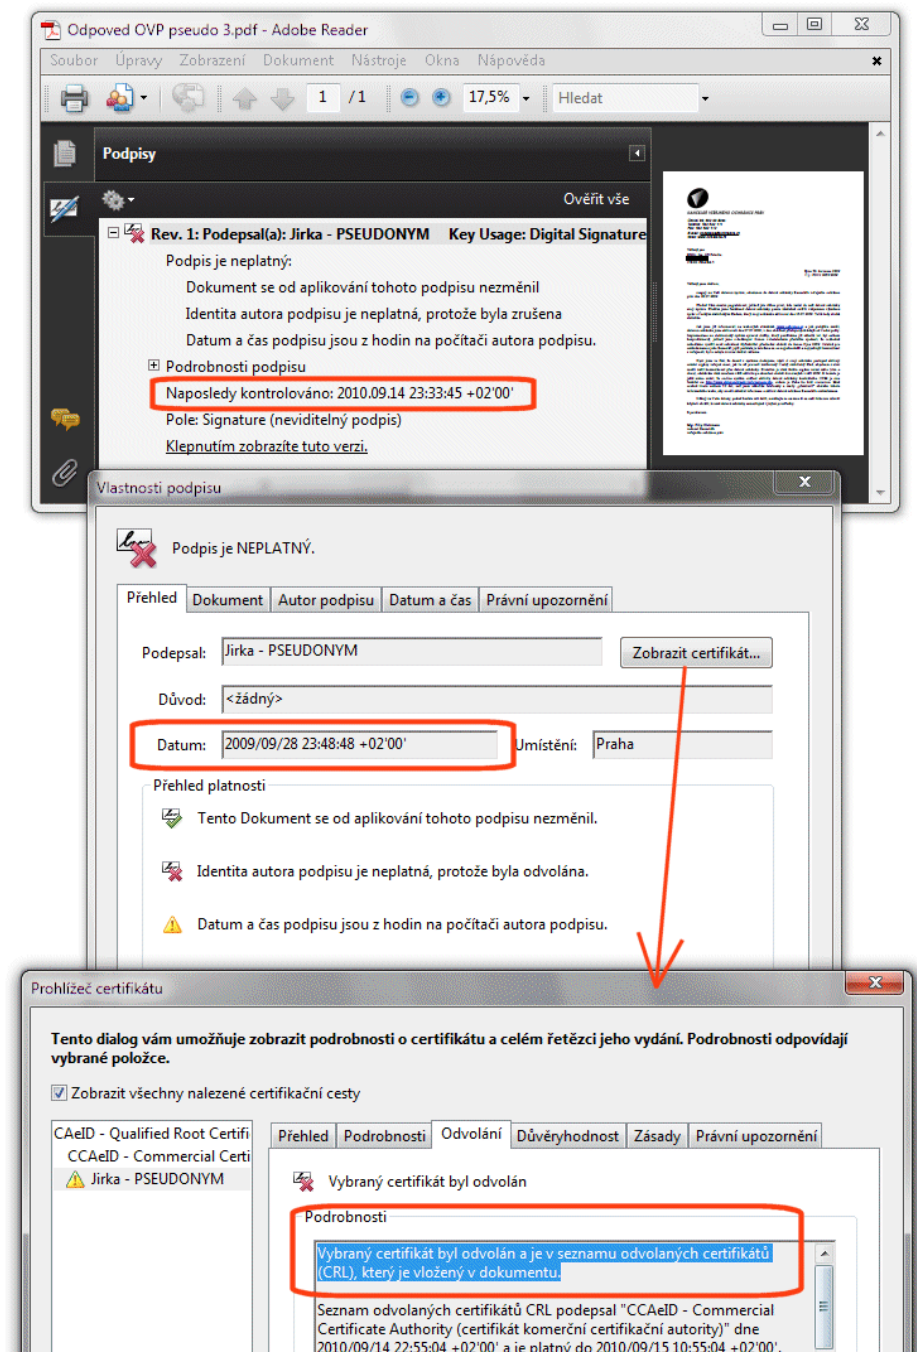 Odpoved OVP pseudo 3.pdf - Adobe Reader
Soubor Úpravy Zobrazení Dokument Nástroje Okna Nápověda
1 /1 17,5% Hledat
Podpisy
Ověřit vše
Rev. 1: Podepsal(a): Jirka - PSEUDONYM Key Usage: Digital Signature
Podpis je neplatný:
Dokument se od aplikování tohoto podpisu nezměnil
Identita autora podpisu je neplatná, protože byla zrušena
Datum a čas podpisu jsou z hodin na počítači autora podpisu.
Podrobnosti podpisu
Naposledy kontrolováno: 2010.09.14 23:33:45 +02'00'
Pole: Signature (neviditelný podpis)
Klepnutím zobrazíte tuto verzi.
Vlastnosti podpisu
Podpis je NEPLATNÝ.
Přehled Dokument Autor podpisu Datum a čas Právní upozornění
Podepsal: Jirka - PSEUDONYM Zobrazit certifikát...
Důvod: <žádný>
Datum: 2009/09/28 23:48:48 +02'00' Umístění: Praha
Přehled platnosti
Tento Dokument se od aplikování tohoto podpisu nezměnil.
Identita autora podpisu je neplatná, protože byla odvolána.
Datum a čas podpisu jsou z hodin na počítači autora podpisu.
Prohlížeč certifikátu
Tento dialog vám umožňuje zobrazit podrobnosti o certifikátu a celém řetězci jeho vydání. Podrobnosti odpovídají
vybrané položce.
Zobrazit všechny nalezené certifikační cesty
CAeID - Qualified Root Certifi
CCAeID - Commercial Certi
Jirka - PSEUDONYM
Přehled Podrobnosti Odvolání Důvěryhodnost Zásady Právní upozornění
Vybraný certifikát byl odvolán
Podrobnosti
Vybraný certifikát byl odvolán a je v seznamu odvolaných certifikátů
(CRL), který je vložený v dokumentu.
Seznam odvolaných certifikátů CRL podepsal "CCAeID - Commercial
Certificate Authority (certifikát komerční certifikační autority)" dne
2010/09/14 22:55:04 +02'00' a je platný do 2010/09/15 10:55:04 +02'00'.